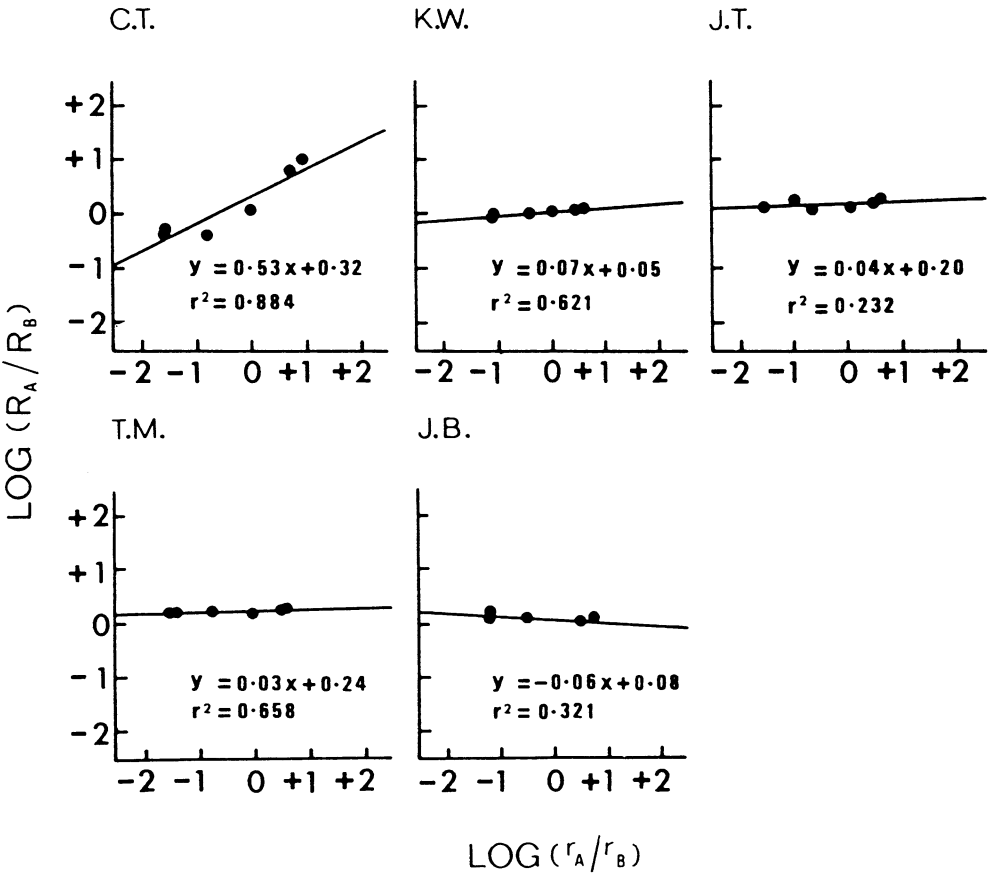 C.T.
K.W.
J.T.
+2
+1
0
−1
−2
y = 0·53x+0·32
r² = 0·884
−2 −1 0 +1 +2
y = 0·07x+0·05
r² = 0·621
−2 −1 0 +1 +2
y = 0·04x+0·20
r² = 0·232
−2 −1 0 +1 +2
LOG (R_A/R_B)
T.M.
J.B.
+2
+1
0
−1
−2
y = 0·03x+0·24
r² = 0·658
−2 −1 0 +1 +2
y =−0·06x+0·08
r² = 0·321
−2 −1 0 +1 +2
LOG (r_A/r_B)